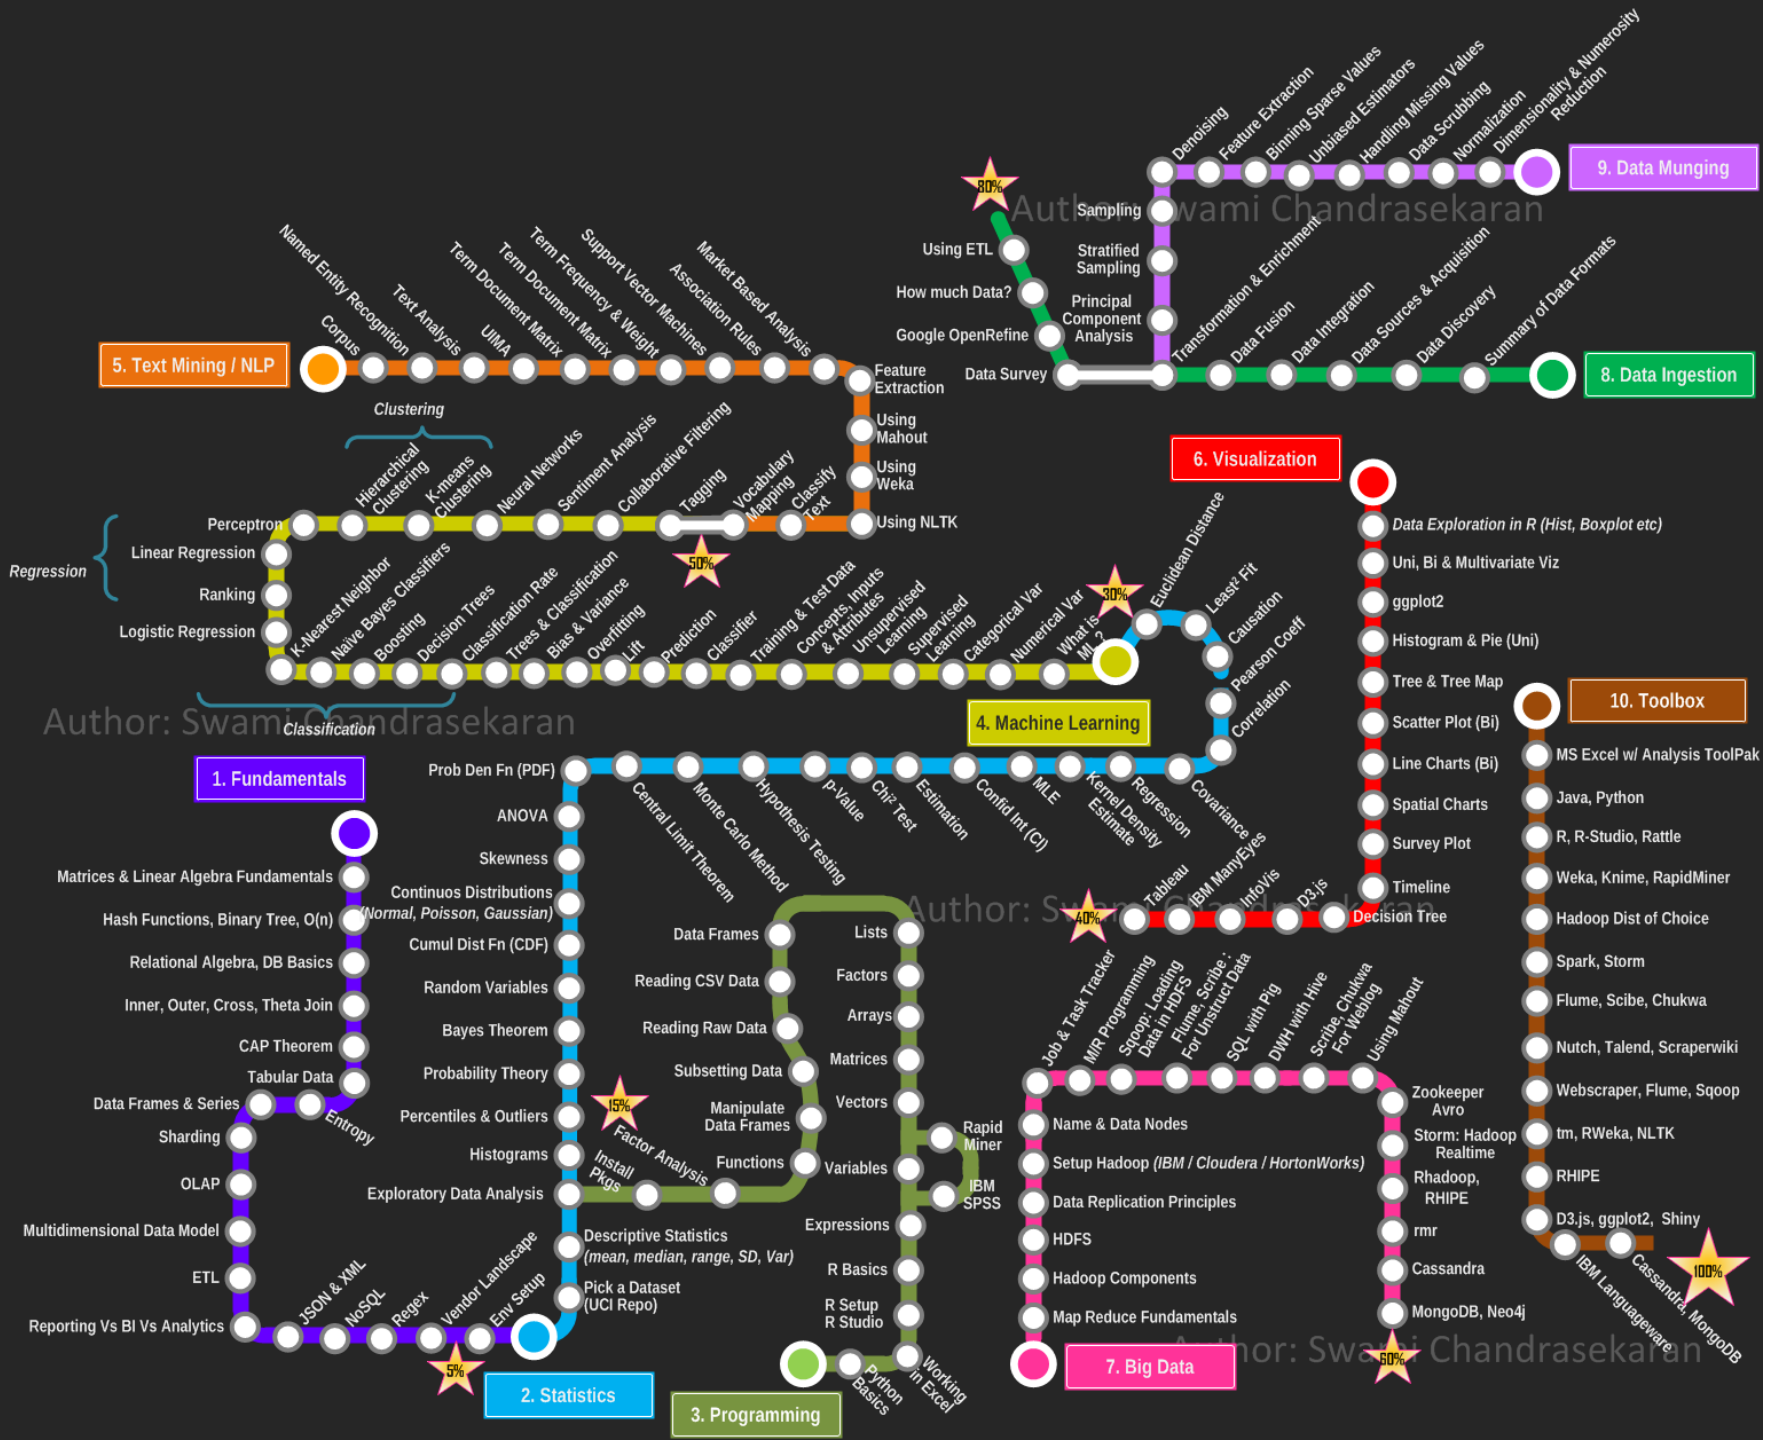 5. Text Mining / NLP
Corpus
Named Entity Recognition
Text Analysis
UIMA
Term Document Matrix
Term Document Matrix
Term Frequency & Weight
Support Vector Machines
Association Rules
Market Based Analysis
Feature
Extraction
Using
Mahout
Using
Weka
Using NLTK
Classify
Text
Vocabulary
Mapping
50%
Tagging
Collaborative Filtering
Sentiment Analysis
Neural Networks
Clustering
K-means
Clustering
Hierarchical
Clustering
Perceptron
Regression
Linear Regression
Ranking
Logistic Regression
K-Nearest Neighbor
Naïve Bayes Classifiers
Boosting
Decision Trees
Classification Rate
Classification
Trees & Classification
Bias & Variance
Overfitting
Lift
Prediction
Classifier
Training & Test Data
Concepts, Inputs
& Attributes
Unsupervised
Learning
Supervised
Learning
Categorical Var
Numerical Var
What is
ML?
4. Machine Learning
30%
Euclidean Distance
Least² Fit
Causation
Pearson Coeff
Correlation
Covariance
Regression
Kernel Density
Estimate
MLE
Confid Int (CI)
Estimation
Chi² Test
p-Value
Hypothesis Testing
Monte Carlo Method
Central Limit Theorem
Prob Den Fn (PDF)
ANOVA
Skewness
Continuos Distributions
(Normal, Poisson, Gaussian)
Cumul Dist Fn (CDF)
Random Variables
Bayes Theorem
Probability Theory
Percentiles & Outliers
Histograms
Exploratory Data Analysis
Descriptive Statistics
(mean, median, range, SD, Var)
Pick a Dataset
(UCI Repo)
2. Statistics
1. Fundamentals
Matrices & Linear Algebra Fundamentals
Hash Functions, Binary Tree, O(n)
Relational Algebra, DB Basics
Inner, Outer, Cross, Theta Join
CAP Theorem
Tabular Data
Entropy
Data Frames & Series
Sharding
OLAP
Multidimensional Data Model
ETL
Reporting Vs BI Vs Analytics
JSON & XML
NoSQL
Regex
Vendor Landscape
Env Setup
5%
3. Programming
Python
Basics
Working
in Excel
R Setup
R Studio
R Basics
Expressions
Variables
IBM
SPSS
Rapid
Miner
Vectors
Matrices
Arrays
Factors
Lists
Data Frames
Reading CSV Data
Reading Raw Data
Subsetting Data
Manipulate
Data Frames
Functions
Factor Analysis
Install
Pkgs
15%
6. Visualization
Data Exploration in R (Hist, Boxplot etc)
Uni, Bi & Multivariate Viz
ggplot2
Histogram & Pie (Uni)
Tree & Tree Map
Scatter Plot (Bi)
Line Charts (Bi)
Spatial Charts
Survey Plot
Timeline
Decision Tree
D3.js
InfoVis
IBM ManyEyes
Tableau
40%
7. Big Data
Map Reduce Fundamentals
Hadoop Components
HDFS
Data Replication Principles
Setup Hadoop (IBM / Cloudera / HortonWorks)
Name & Data Nodes
Job & Task Tracker
M/R Programming
Sqoop: Loading
Data in HDFS
Flume, Scribe :
For Unstruct Data
SQL with Pig
DWH with Hive
Scribe, Chukwa
For Weblog
Using Mahout
Zookeeper
Avro
Storm: Hadoop
Realtime
Rhadoop,
RHIPE
rmr
Cassandra
MongoDB, Neo4j
60%
8. Data Ingestion
Summary of Data Formats
Data Discovery
Data Sources & Acquisition
Data Integration
Data Fusion
Transformation & Enrichment
Data Survey
Google OpenRefine
How much Data?
Using ETL
80%
9. Data Munging
Dimensionality & Numerosity
Reduction
Normalization
Data Scrubbing
Handling Missing Values
Unbiased Estimators
Binning Sparse Values
Feature Extraction
Denoising
Sampling
Stratified
Sampling
Principal
Component
Analysis
10. Toolbox
MS Excel w/ Analysis ToolPak
Java, Python
R, R-Studio, Rattle
Weka, Knime, RapidMiner
Hadoop Dist of Choice
Spark, Storm
Flume, Scibe, Chukwa
Nutch, Talend, Scraperwiki
Webscraper, Flume, Sqoop
tm, RWeka, NLTK
RHIPE
D3.js, ggplot2, Shiny
IBM Languageware
Cassandra, MongoDB
100%
Author: Swami Chandrasekaran
Author: Swami Chandrasekaran
Author: Swami Chandrasekaran
Author: Swami Chandrasekaran